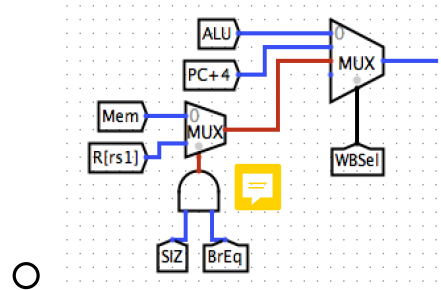 ALU
0
MUX
PC+4
Mem
0
MUX
R[rs1]
WBSel
SIZ
BrEq